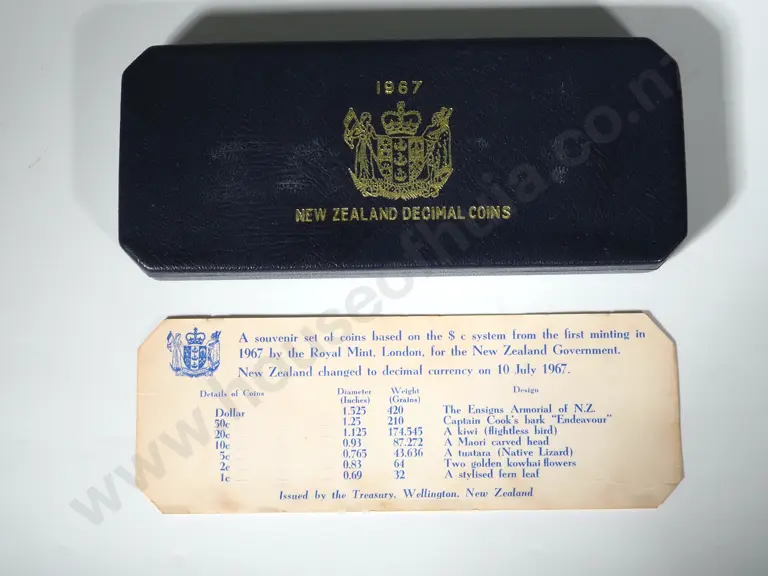 1967
NEW ZEALAND DECIMAL COINS
A souvenir set of coins based on the $ c system from the first minting in
1967 by the Royal Mint, London, for the New Zealand Government.
New Zealand changed to decimal currency on 10 July 1967.
Details of Coins Diameter (Inches) Weight (Grains) Design
Dollar 1.525 420 The Ensigns Armorial of N.Z.
50c 1.25 210 Captain Cook's bark "Endeavour"
20c 1.125 174.545 A kiwi (flightless bird)
10c 0.93 87.272 A Maori carved head
5c 0.765 43.636 A tuatara (Native Lizard)
2c 0.83 64 Two golden kowhai flowers
1c 0.69 32 A stylised fern leaf
Issued by the Treasury, Wellington, New Zealand
www.houseofhuia.co.nz